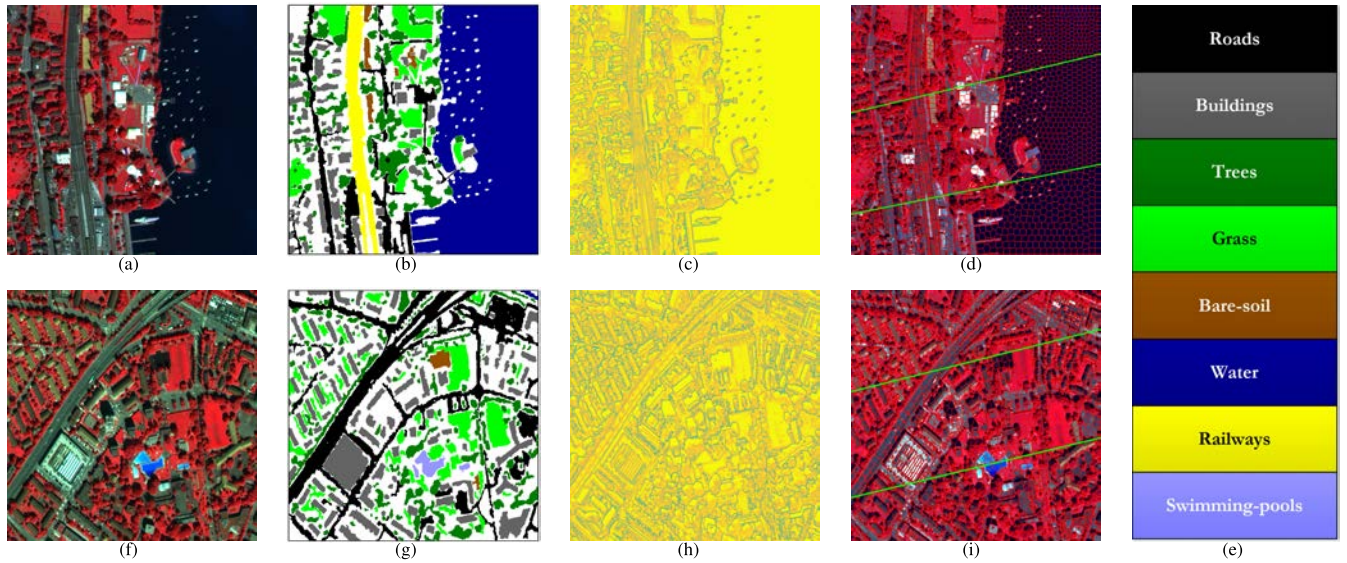 Roads
Buildings
Trees
Grass
Bare-soil
Water
Railways
Swimming-pools
(a)
(b)
(c)
(d)
(f)
(g)
(h)
(i)
(e)